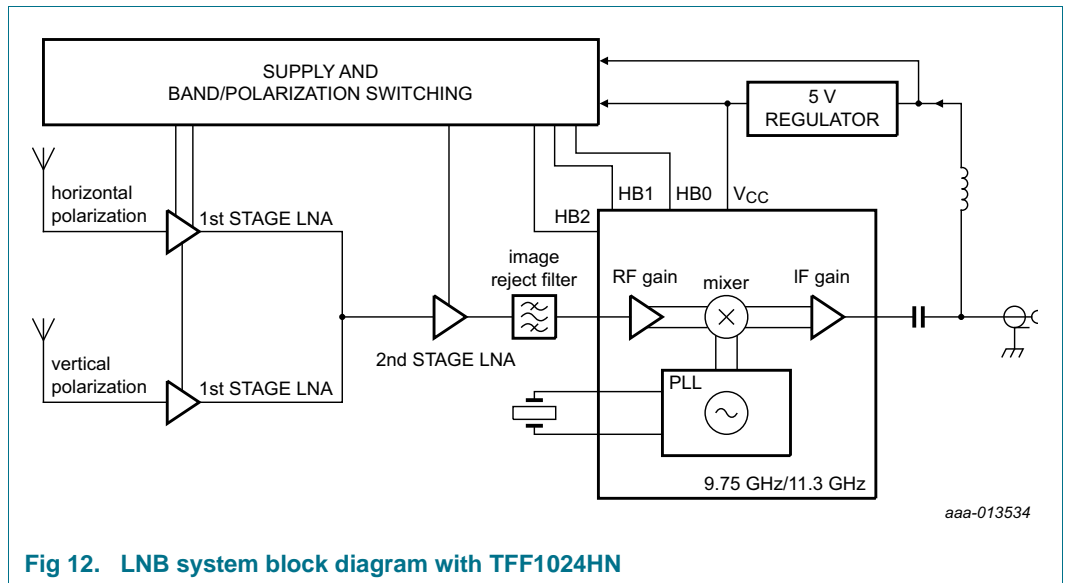 SUPPLY AND
BAND/POLARIZATION SWITCHING
5 V
REGULATOR
horizontal
polarization
1st STAGE LNA
HB2
HB1
HB0
VCC
image
reject filter
RF gain
mixer
IF gain
2nd STAGE LNA
vertical
polarization
1st STAGE LNA
PLL
9.75 GHz/11.3 GHz
aaa-013534
Fig 12. LNB system block diagram with TFF1024HN